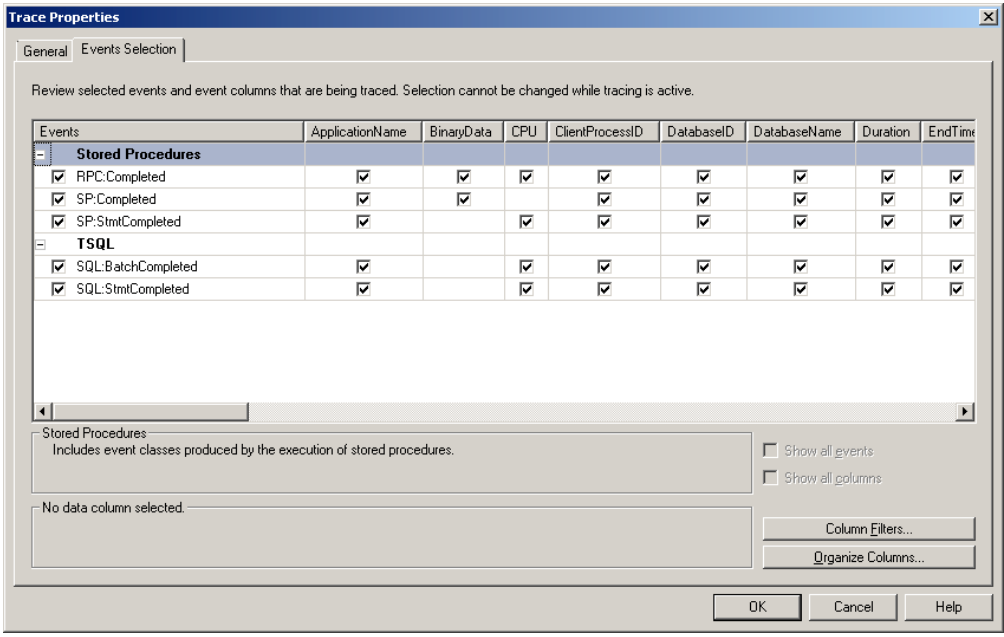 Trace Properties
General Events Selection
Review selected events and event columns that are being traced. Selection cannot be changed while tracing is active.
Events ApplicationName BinaryData CPU ClientProcessID DatabaseID DatabaseName Duration EndTime
Stored Procedures
RPC:Completed
SP:Completed
SP:StmtCompleted
TSQL
SQL:BatchCompleted
SQL:StmtCompleted
Stored Procedures
Includes event classes produced by the execution of stored procedures.
Show all events
Show all columns
No data column selected.
Column Filters...
Organize Columns...
OK Cancel Help